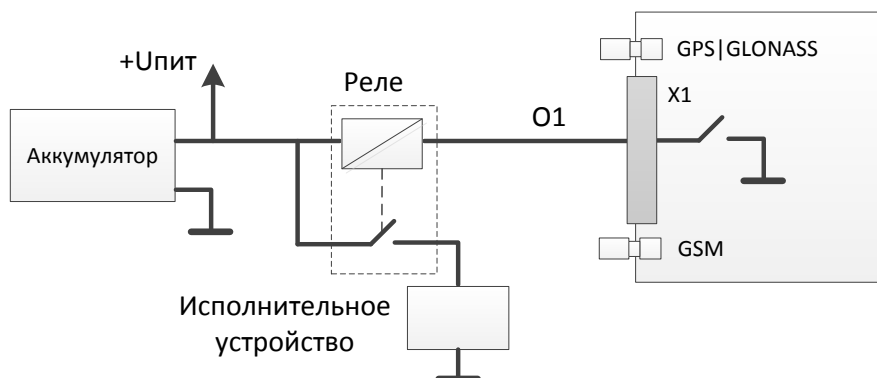 +Uпит
Реле
GPS|GLONASS
X1
O1
Аккумулятор
GSM
Исполнительное
устройство